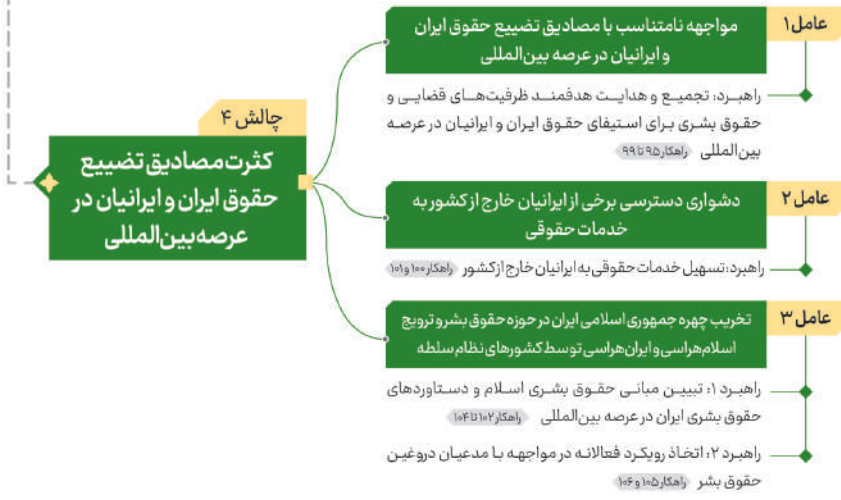 چالش ۴
کثرت مصادیق تضییع
حقوق ایران و ایرانیان در
عرصه بین‌المللی
عامل ۱
مواجهه نامتناسب با مصادیق تضییع حقوق ایران
و ایرانیان در عرصه بین‌المللی
راهبرد: تجمیع و هدایت هدفمند ظرفیت‌های قضایی و
حقوق بشری برای استیفای حقوق ایران و ایرانیان در عرصه
بین‌المللی راهکار ۹۵ تا ۹۹
عامل ۲
دشواری دسترسی برخی از ایرانیان خارج از کشور به
خدمات حقوقی
راهبرد: تسهیل خدمات حقوقی به ایرانیان خارج از کشور راهکار ۱۰۰ و ۱۰۱
عامل ۳
تخریب چهره جمهوری اسلامی ایران در حوزه حقوق بشر و ترویج
اسلام‌هراسی و ایران‌هراسی توسط کشورهای نظام سلطه
راهبرد ۱: تبیین مبانی حقوق بشری اسلام و دستاوردهای
حقوق بشری ایران در عرصه بین‌المللی راهکار ۱۰۲ تا ۱۰۴
راهبرد ۲: اتخاذ رویکرد فعالانه در مواجهه با مدعیان دروغین
حقوق بشر راهکار ۱۰۵ و ۱۰۶